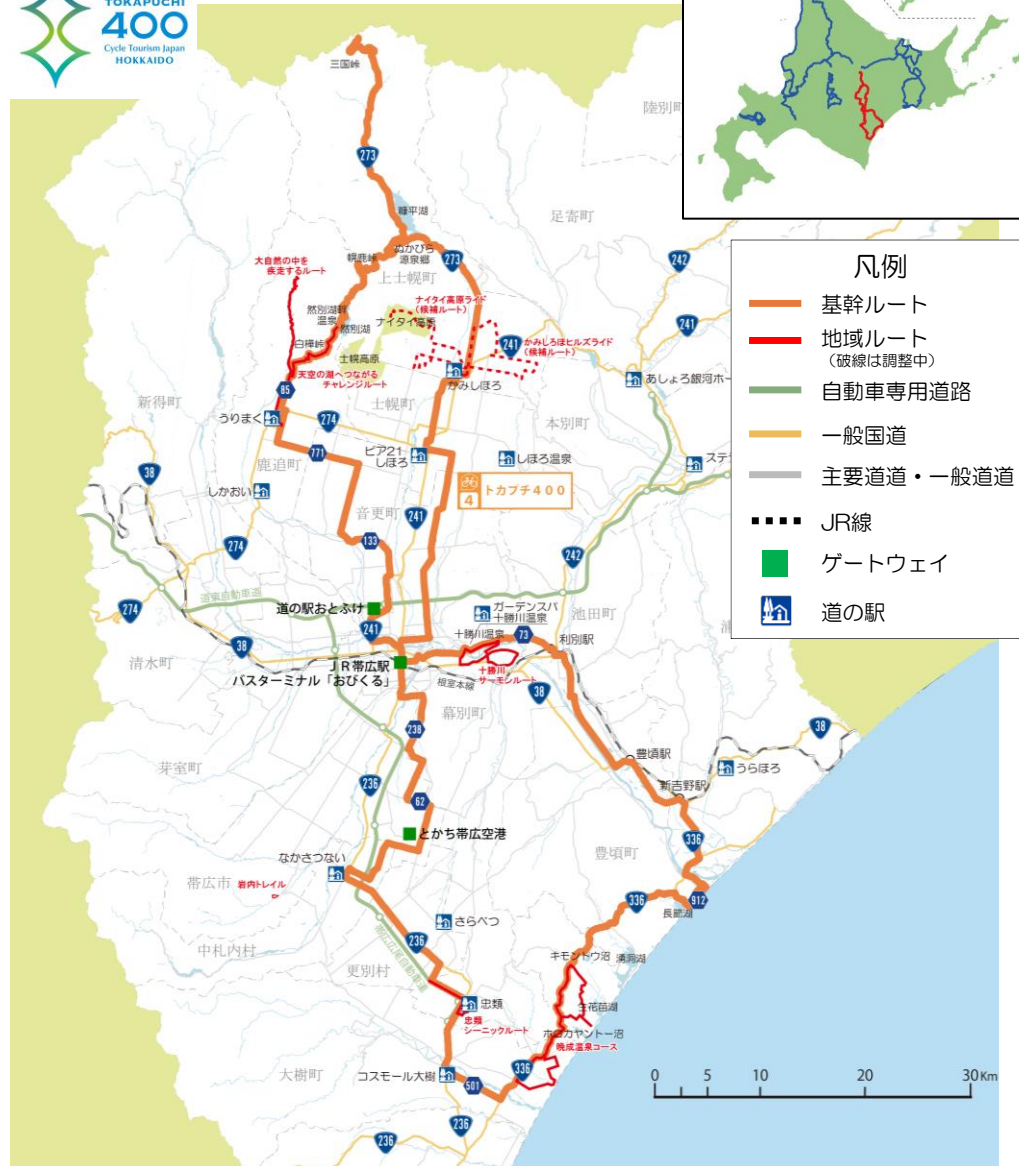 TOKAPUCHI
400
Cycle Tourism Japan
HOKKAIDO
三国峠
陸別町
273
糠平湖
足寄町
ぬかびら
源泉郷
幌鹿峠
273
242
大自然の中を
疾走するルート
上士幌町
ナイタイ高原ライド
(候補ルート)
然別湖畔
温泉
然別湖
ナイタイ高原
241
かみしほろヒルズライド
(候補ルート)
241
白樺峠
士幌高原
天空の湖へつながる
チャレンジルート
かみしほろ
あしょろ銀河ホー
85
新得町
士幌町
うりまく
274
本別町
771
ピア21
しほろ
しほろ温泉
ステラ
38
鹿追町
しかおい
トカプチ400
4
音更町
241
133
274
242
道東自動車道
道の駅おとふけ
ガーデンスパ
十勝川温泉
池田町
浦
274
241
十勝川温泉
73
利別駅
38
清水町
JR帯広駅
バスターミナル「おびくる」
根室本線
十勝川
サーモンルート
38
幕別町
238
38
豊頃駅
うらほろ
芽室町
236
62
新吉野駅
とかち帯広空港
336
豊頃町
なかさつない
帯広市
岩内トレイル
336
912
長節湖
さらべつ
中札内村
236
帯広広尾自動車道
キモントウ沼
湧洞湖
更別村
生花苗湖
忠類
忠類
シーニックルート
ホロカヤントー沼
晩成温泉コース
大樹町
コスモール大樹
336
501
236
236
0 5 10 20 30Km
凡例
基幹ルート
地域ルート
(破線は調整中)
自動車専用道路
一般国道
主要道道・一般道道
JR線
ゲートウェイ
道の駅